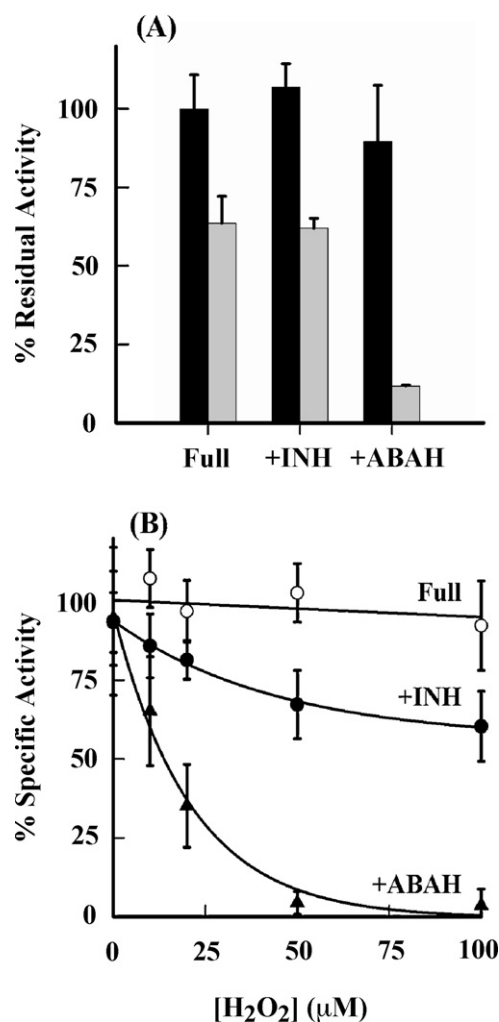 (A)
% Residual Activity
100
75
50
25
0
Full +INH +ABAH
(B)
% Specific Activity
100
75
50
25
0
Full
+INH
+ABAH
0 25 50 75 100
[H2O2] (μM)